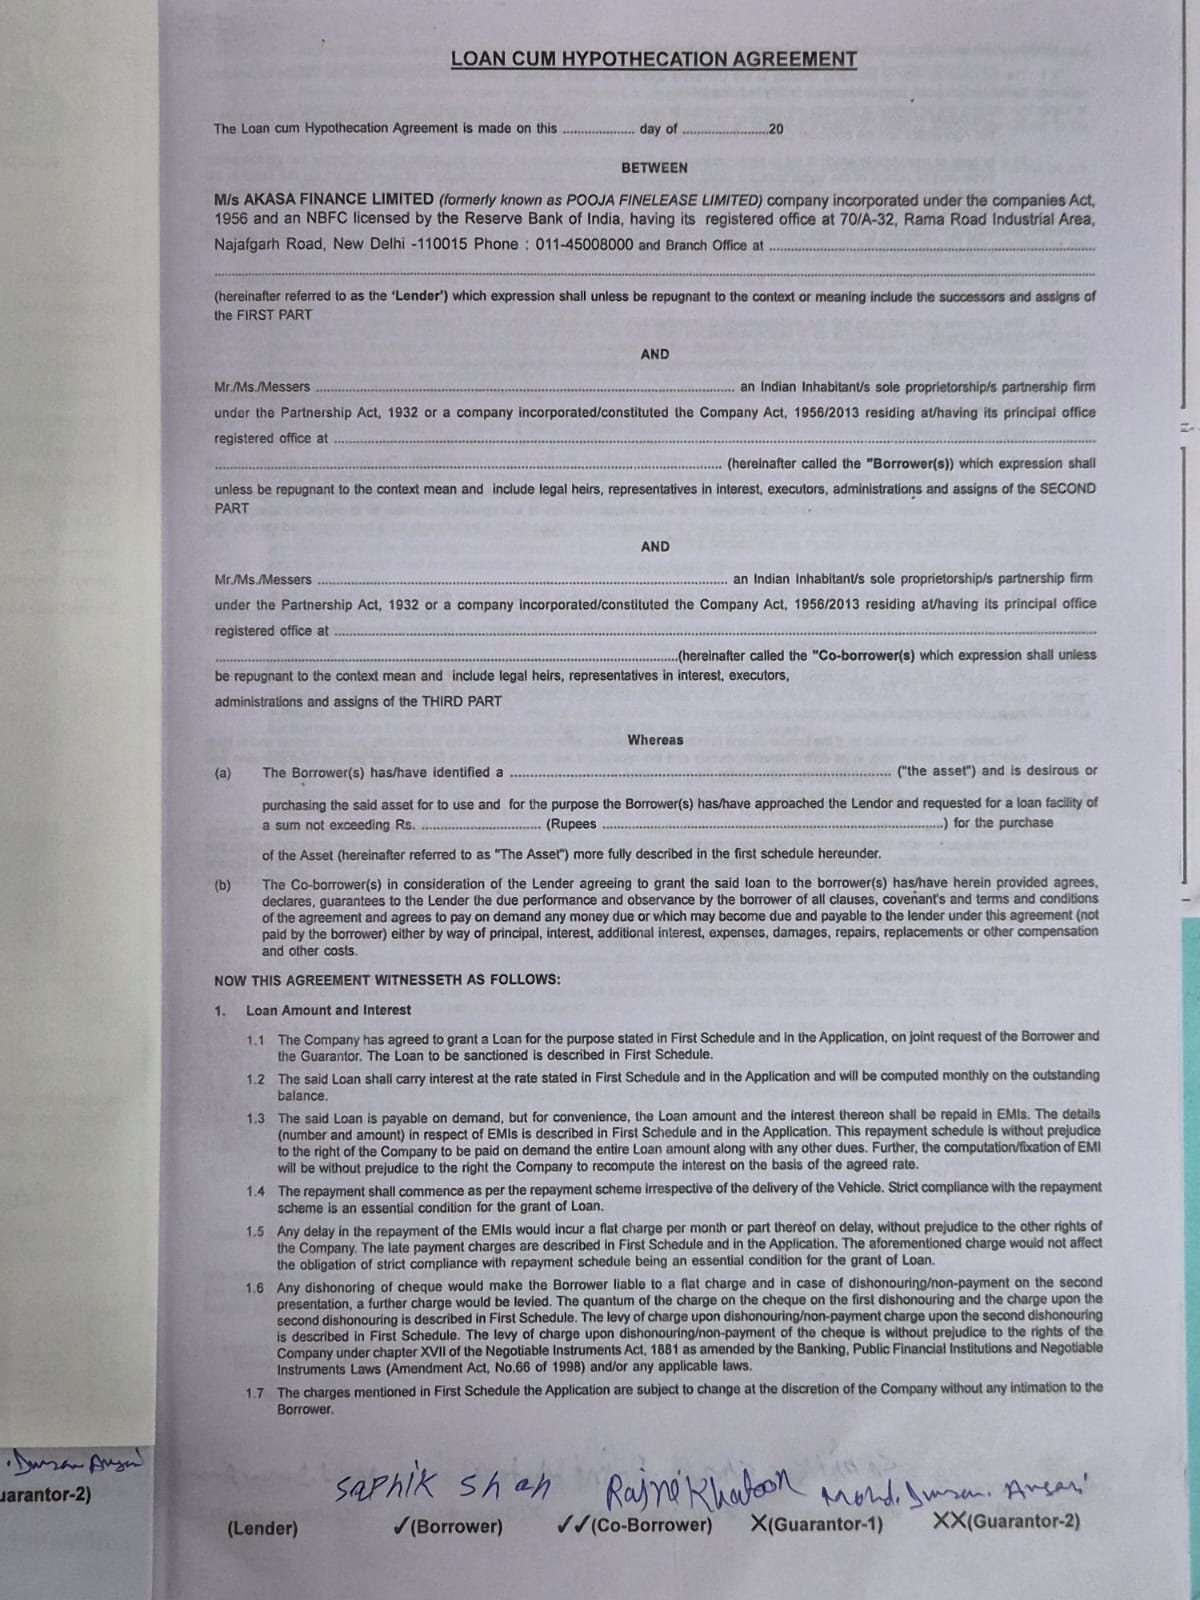 LOAN CUM HYPOTHECATION AGREEMENT
The Loan cum Hypothecation Agreement is made on this .................... day of ........................20
BETWEEN
M/s AKASA FINANCE LIMITED (formerly known as POOJA FINELEASE LIMITED) company incorporated under the companies Act,
1956 and an NBFC licensed by the Reserve Bank of India, having its registered office at 70/A-32, Rama Road Industrial Area,
Najafgarh Road, New Delhi -110015 Phone : 011-45008000 and Branch Office at ....................
....................
(hereinafter referred to as the 'Lender') which expression shall unless be repugnant to the context or meaning include the successors and assigns of
the FIRST PART
AND
Mr./Ms./Messers .................... an Indian Inhabitant/s sole proprietorship/s partnership firm
under the Partnership Act, 1932 or a company incorporated/constituted the Company Act, 1956/2013 residing at/having its principal office
registered office at ....................
.................... (hereinafter called the "Borrower(s)) which expression shall
unless be repugnant to the context mean and include legal heirs, representatives in interest, executors, administrations and assigns of the SECOND
PART
AND
Mr./Ms./Messers .................... an Indian Inhabitant/s sole proprietorship/s partnership firm
under the Partnership Act, 1932 or a company incorporated/constituted the Company Act, 1956/2013 residing at/having its principal office
registered office at ....................
....................(hereinafter called the "Co-borrower(s) which expression shall unless
be repugnant to the context mean and include legal heirs, representatives in interest, executors,
administrations and assigns of the THIRD PART
Whereas
(a) The Borrower(s) has/have identified a .................... ("the asset") and is desirous or
purchasing the said asset for to use and for the purpose the Borrower(s) has/have approached the Lendor and requested for a loan facility of
a sum not exceeding Rs. .................... (Rupees ....................) for the purchase
of the Asset (hereinafter referred to as "The Asset") more fully described in the first schedule hereunder.
(b) The Co-borrower(s) in consideration of the Lender agreeing to grant the said loan to the borrower(s) has/have herein provided agrees,
declares, guarantees to the Lender the due performance and observance by the borrower of all clauses, covenant's and terms and conditions
of the agreement and agrees to pay on demand any money due or which may become due and payable to the lender under this agreement (not
paid by the borrower) either by way of principal, interest, additional interest, expenses, damages, repairs, replacements or other compensation
and other costs.
NOW THIS AGREEMENT WITNESSETH AS FOLLOWS:
1. Loan Amount and Interest
1.1 The Company has agreed to grant a Loan for the purpose stated in First Schedule and in the Application, on joint request of the Borrower and
the Guarantor. The Loan to be sanctioned is described in First Schedule.
1.2 The said Loan shall carry interest at the rate stated in First Schedule and in the Application and will be computed monthly on the outstanding
balance.
1.3 The said Loan is payable on demand, but for convenience, the Loan amount and the interest thereon shall be repaid in EMIs. The details
(number and amount) in respect of EMIs is described in First Schedule and in the Application. This repayment schedule is without prejudice
to the right of the Company to be paid on demand the entire Loan amount along with any other dues. Further, the computation/fixation of EMI
will be without prejudice to the right the Company to recompute the interest on the basis of the agreed rate.
1.4 The repayment shall commence as per the repayment scheme irrespective of the delivery of the Vehicle. Strict compliance with the repayment
scheme is an essential condition for the grant of Loan.
1.5 Any delay in the repayment of the EMIs would incur a flat charge per month or part thereof on delay, without prejudice to the other rights of
the Company. The late payment charges are described in First Schedule and in the Application. The aforementioned charge would not affect
the obligation of strict compliance with repayment schedule being an essential condition for the grant of Loan.
1.6 Any dishonoring of cheque would make the Borrower liable to a flat charge and in case of dishonouring/non-payment on the second
presentation, a further charge would be levied. The quantum of the charge on the cheque on the first dishonouring and the charge upon the
second dishonouring is described in First Schedule. The levy of charge upon dishonouring/non-payment charge upon the second dishonouring
is described in First Schedule. The levy of charge upon dishonouring/non-payment of the cheque is without prejudice to the rights of the
Company under chapter XVII of the Negotiable Instruments Act, 1881 as amended by the Banking, Public Financial Institutions and Negotiable
Instruments Laws (Amendment Act, No.66 of 1998) and/or any applicable laws.
1.7 The charges mentioned in First Schedule the Application are subject to change at the discretion of the Company without any intimation to the
Borrower.
saphik shah Rajne Khatoon Mohd. Ansari
(Lender) ✓(Borrower) ✓✓(Co-Borrower) X(Guarantor-1) XX(Guarantor-2)
uarantor-2)